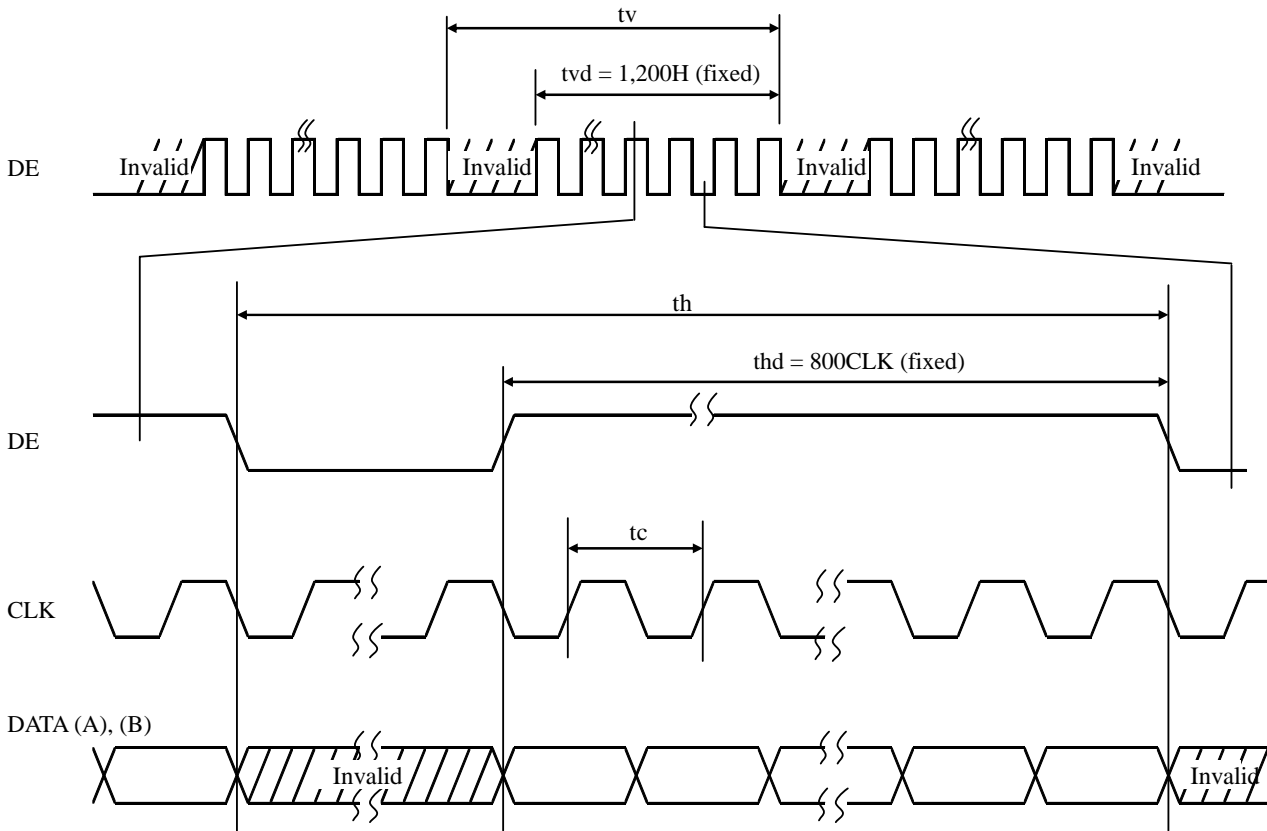 tv
tvd = 1,200H (fixed)
DE
Invalid
Invalid
Invalid
Invalid
th
thd = 800CLK (fixed)
DE
tc
CLK
DATA (A), (B)
Invalid
Invalid